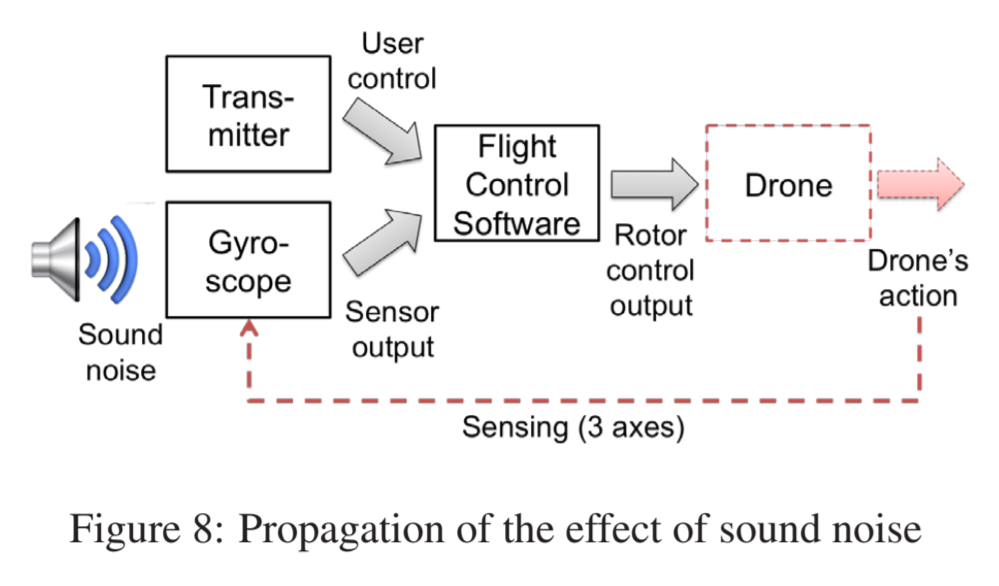 User
control
Trans-
mitter
Flight
Control
Software
Drone
Gyro-
scope
Rotor
control
output
Drone's
action
Sound
noise
Sensor
output
Sensing (3 axes)
Figure 8: Propagation of the effect of sound noise